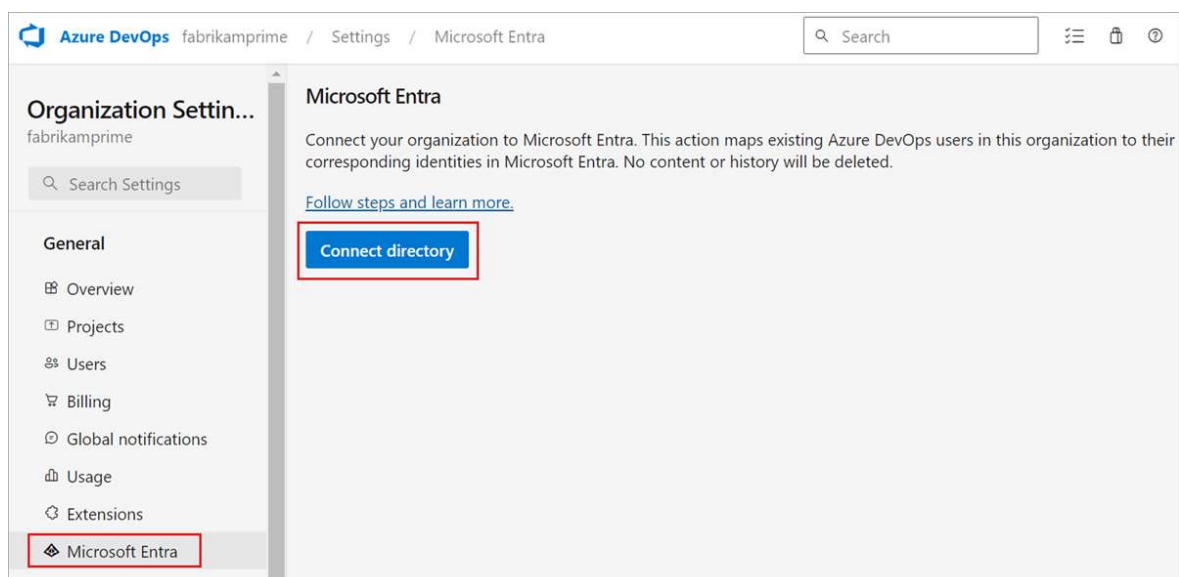 Azure DevOps fabrikamprime / Settings / Microsoft Entra
Search
Organization Settin...
fabrikamprime
Search Settings
General
Overview
Projects
Users
Billing
Global notifications
Usage
Extensions
Microsoft Entra
Microsoft Entra
Connect your organization to Microsoft Entra. This action maps existing Azure DevOps users in this organization to their
corresponding identities in Microsoft Entra. No content or history will be deleted.
Follow steps and learn more.
Connect directory